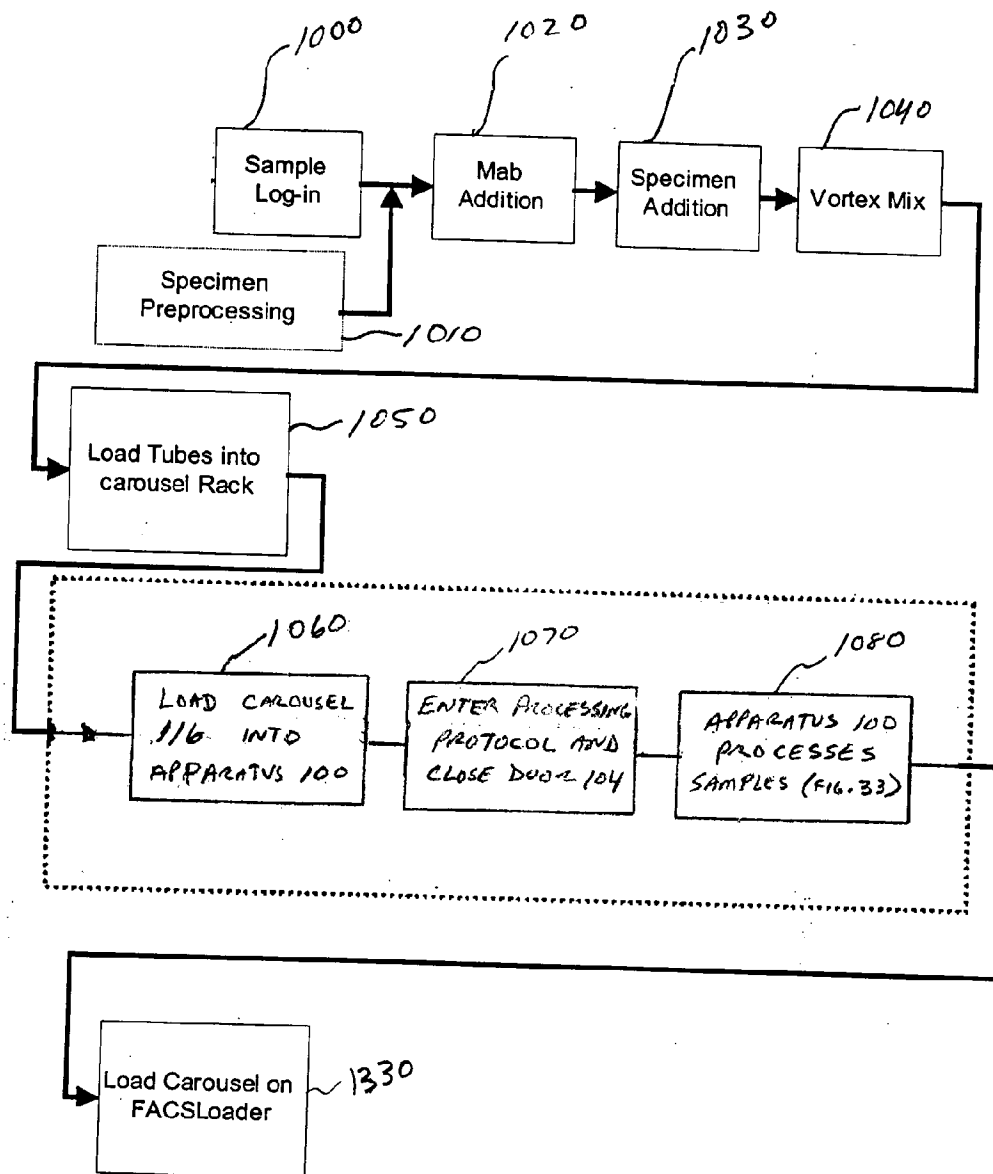 1000
1020
1030
1040
Sample
Log-in
Mab
Addition
Specimen
Addition
Vortex Mix
Specimen
Preprocessing
1010
1050
Load Tubes into
carousel Rack
1060
1070
1080
LOAD CAROUSEL
116 INTO
APPARATUS 100
ENTER PROCESSING
PROTOCOL AND
CLOSE DOOR 104
APPARATUS 100
PROCESSES
SAMPLES (FIG. 33)
Load Carousel on
FACSLoader
1330